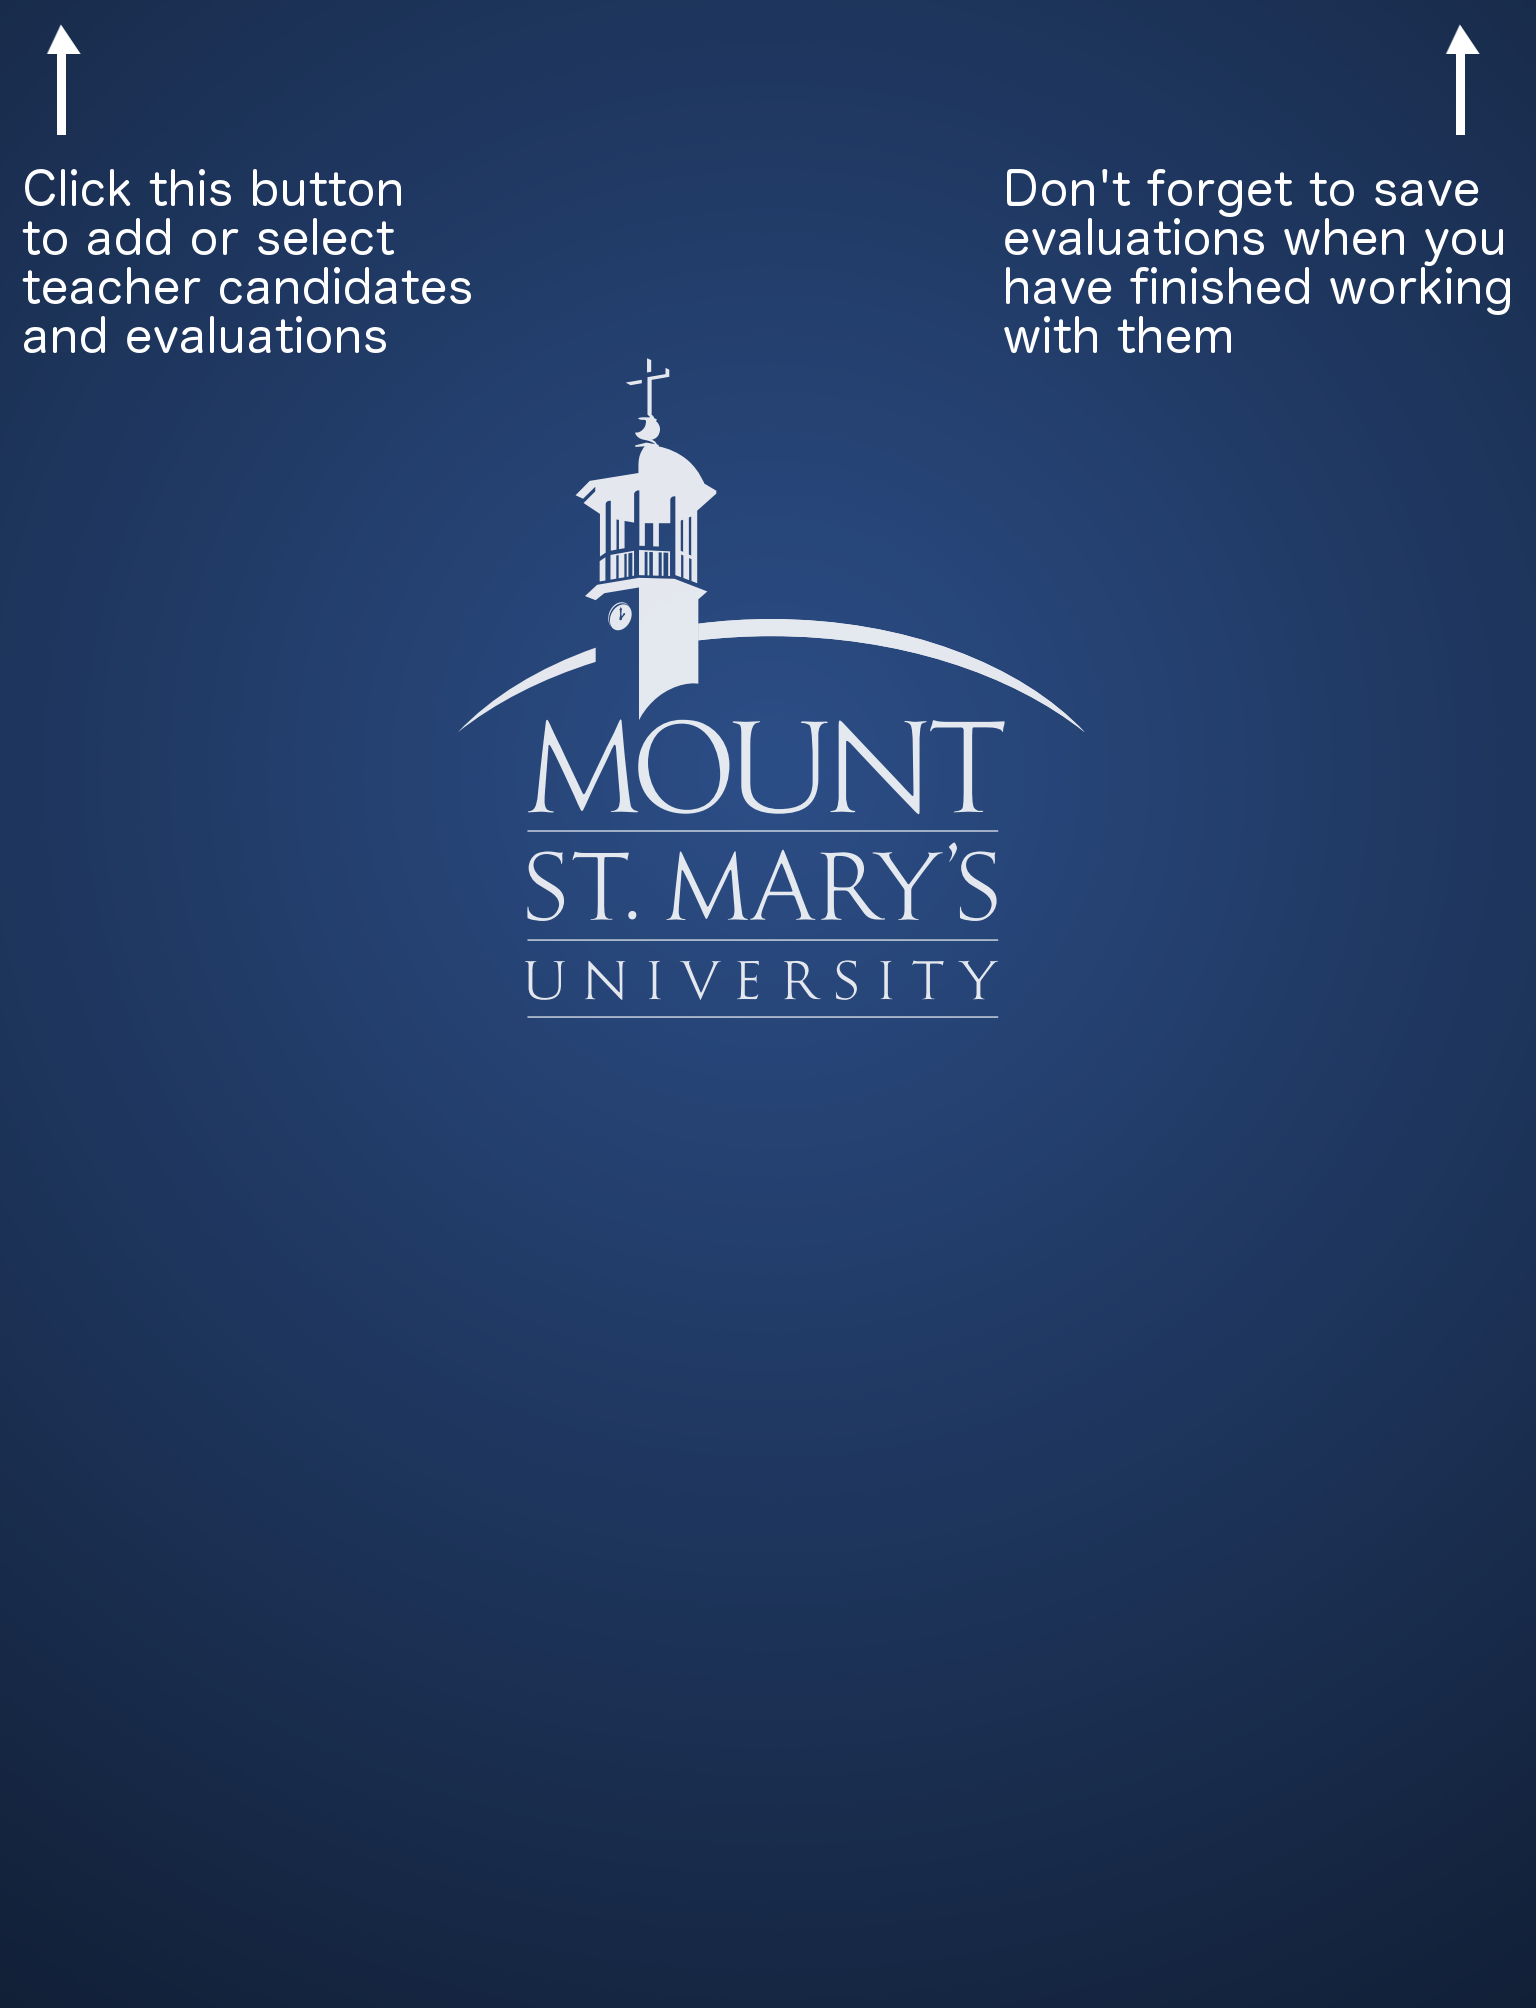 Click this button
to add or select
teacher candidates
and evaluations
Don't forget to save
evaluations when you
have finished working
with them
MOUNT
ST. MARY'S
UNIVERSITY